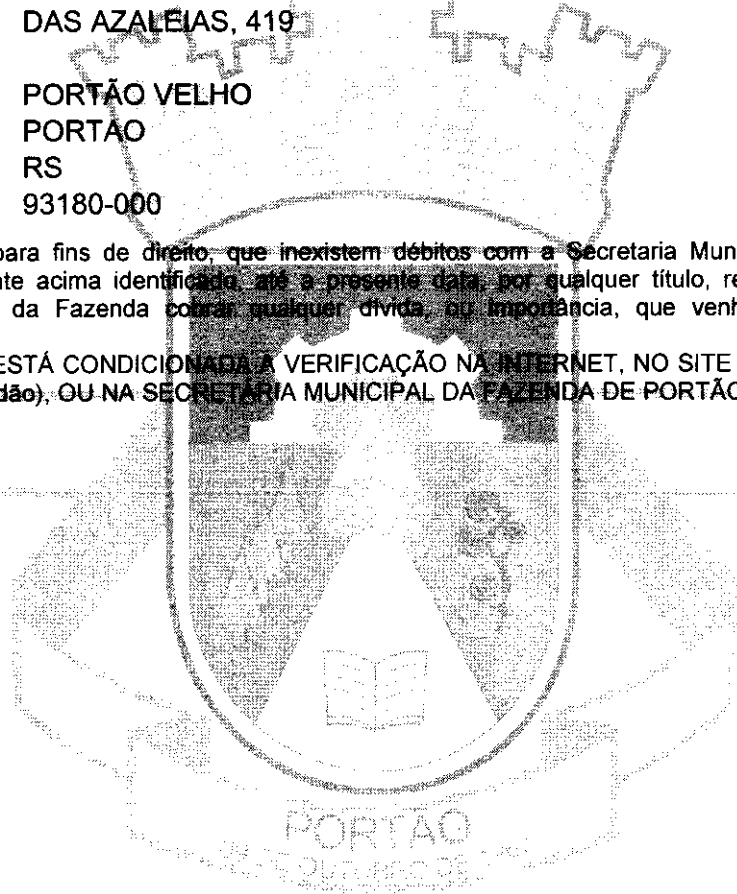 DAS AZALEIAS, 419
PORTÃO VELHO
PORTAO
RS
93180-000
para fins de direito, que inexistem débitos com a Secretaria Mun
nte acima identificado, até a presente data, por qualquer título, re
da Fazenda cobrar qualquer dívida, ou importância, que venh
ESTÁ CONDICIONADA A VERIFICAÇÃO NA INTERNET, NO SITE
dão), OU NA SECRETARIA MUNICIPAL DA FAZENDA DE PORTÃO
PORTÃO